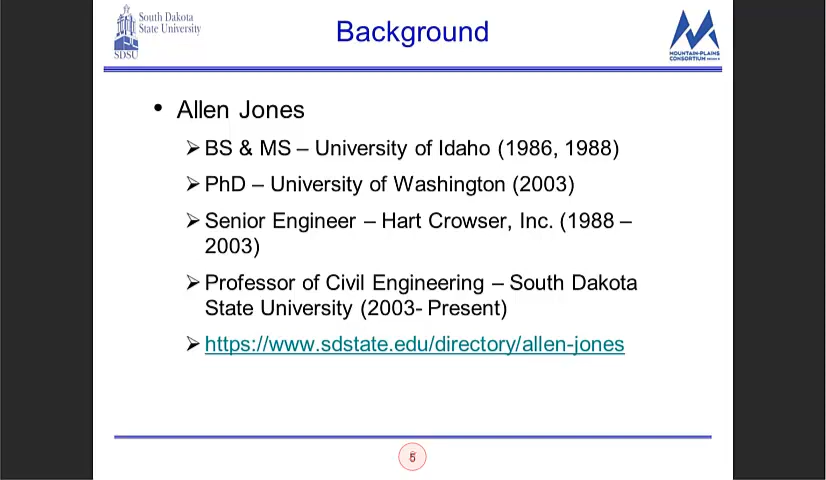 South Dakota
State University
SDSU
Background
MOUNTAIN-PLAINS
CONSORTIUM
• Allen Jones
➢ BS & MS – University of Idaho (1986, 1988)
➢ PhD – University of Washington (2003)
➢ Senior Engineer – Hart Crowser, Inc. (1988 –
2003)
➢ Professor of Civil Engineering – South Dakota
State University (2003- Present)
➢ https://www.sdstate.edu/directory/allen-jones